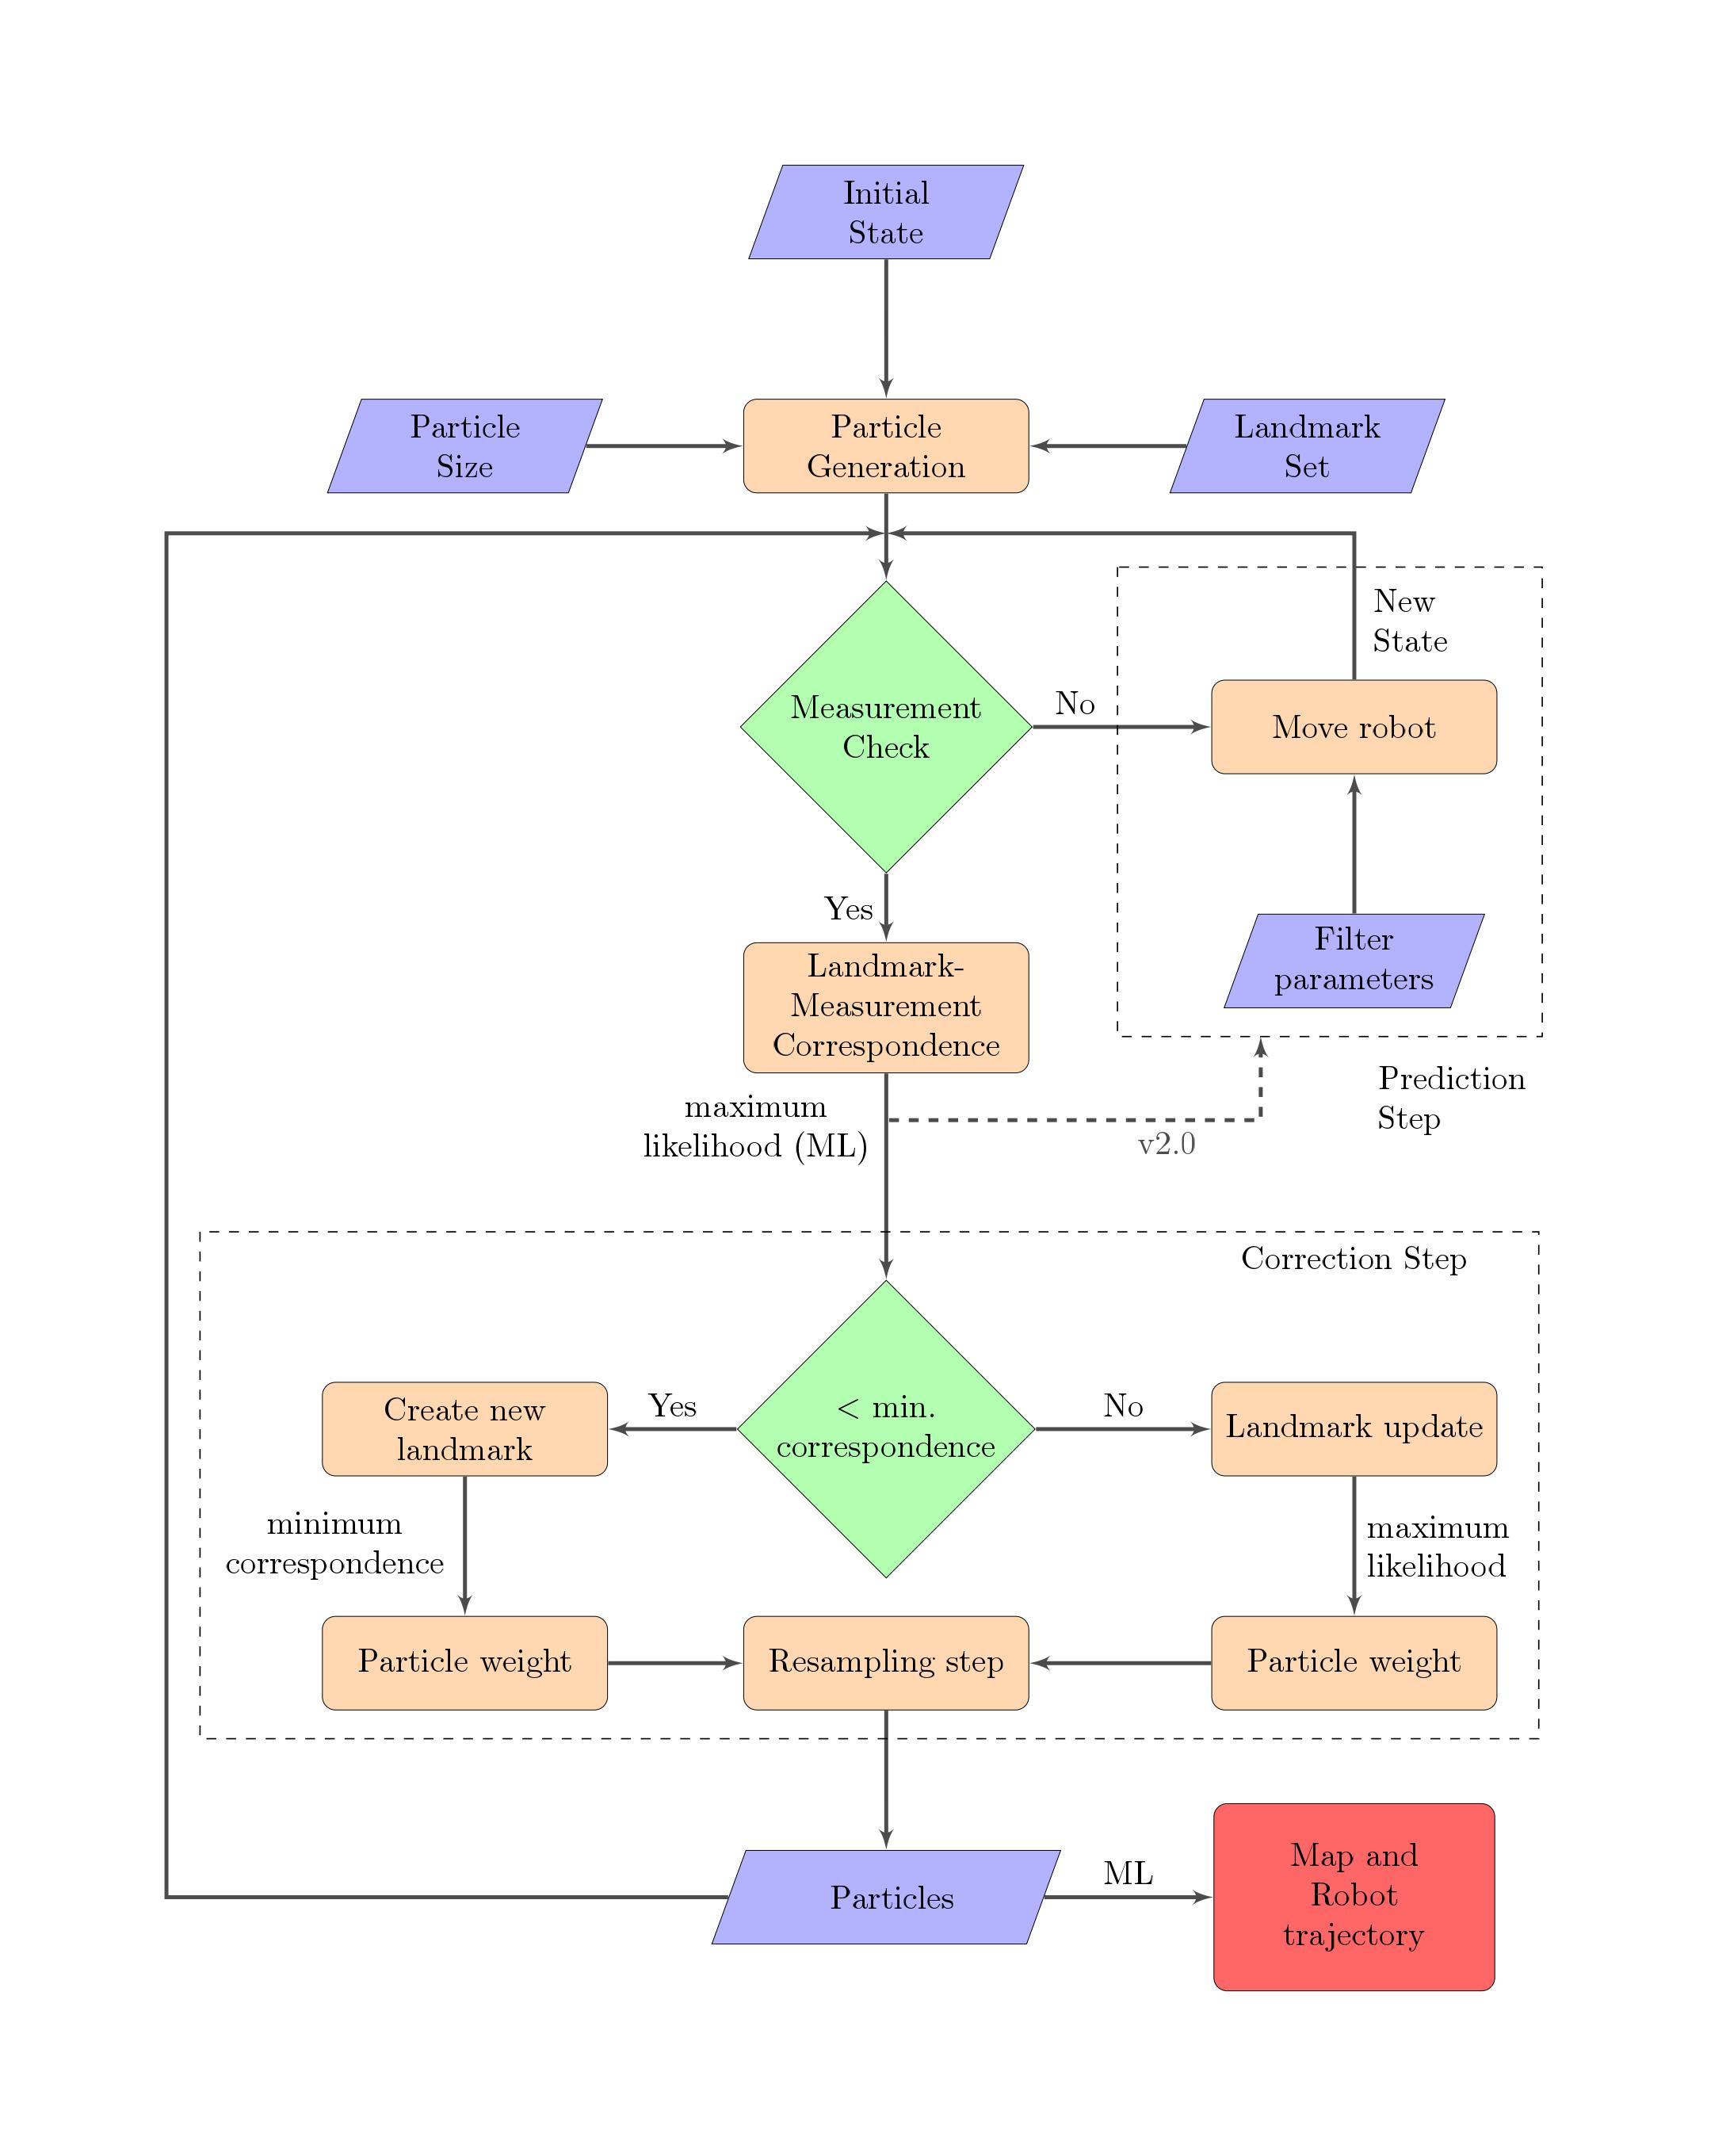 Initial
State
Particle
Size
Particle
Generation
Landmark
Set
New
State
Measurement
Check
No
Move robot
Yes
Filter
parameters
Landmark-
Measurement
Correspondence
maximum
likelihood (ML)
v2.0
Prediction
Step
Correction Step
Create new
landmark
Yes
< min.
correspondence
No
Landmark update
minimum
correspondence
maximum
likelihood
Particle weight
Resampling step
Particle weight
Particles
ML
Map and
Robot
trajectory